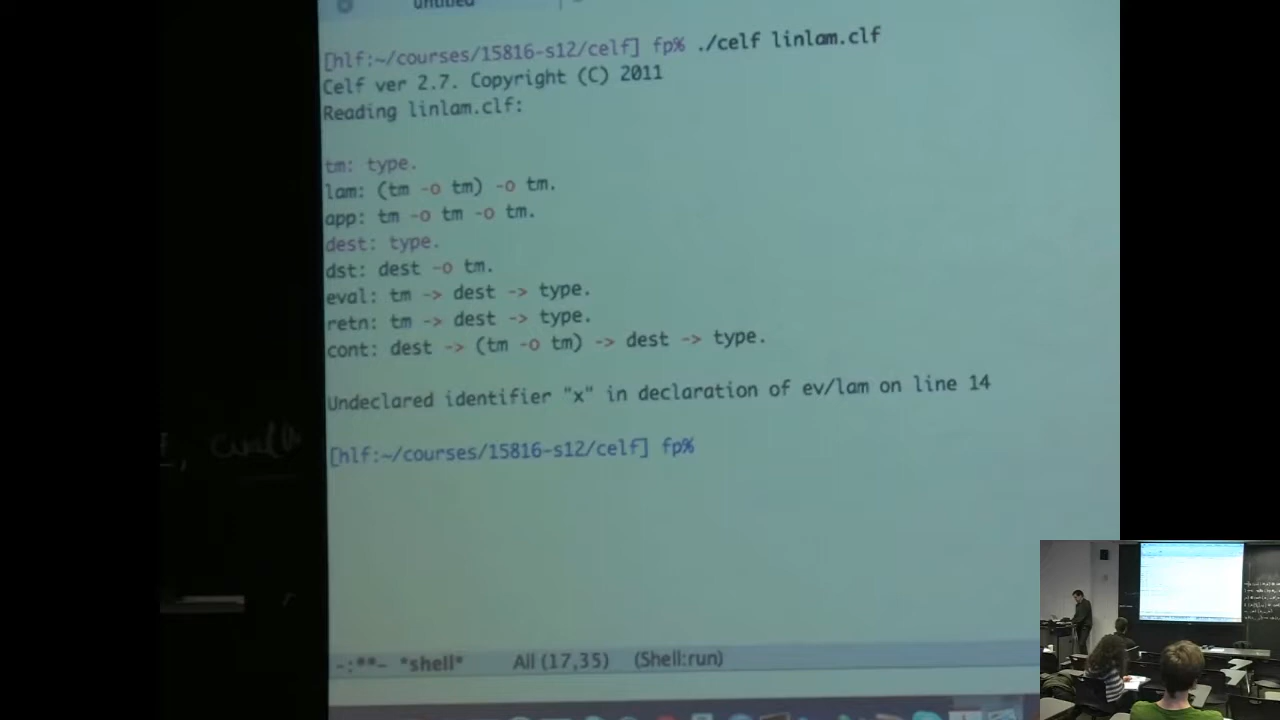 untitled
[hlf:~/courses/15816-s12/celf] fp% ./celf linlam.clf
Celf ver 2.7. Copyright (C) 2011
Reading linlam.clf:
tm: type.
lam: (tm -o tm) -o tm.
app: tm -o tm -o tm.
dest: type.
dst: dest -o tm.
eval: tm -> dest -> type.
retn: tm -> dest -> type.
cont: dest -> (tm -o tm) -> dest -> type.
Undeclared identifier "x" in declaration of ev/lam on line 14
[hlf:~/courses/15816-s12/celf] fp%
-:**- *shell* All (17,35) (Shell:run)